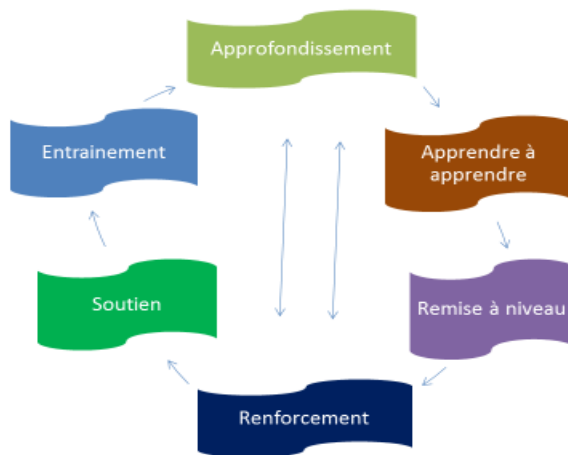 Approfondissement
Entrainement
Apprendre à
apprendre
Soutien
Remise à niveau
Renforcement